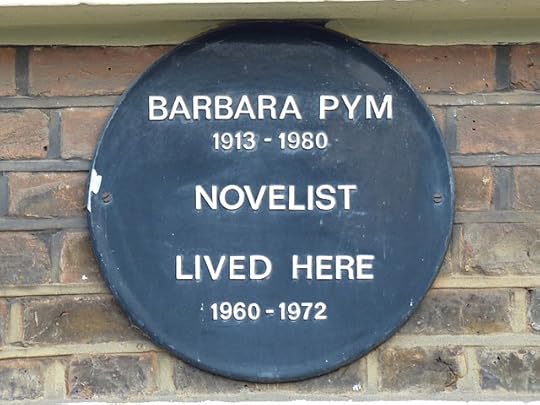 BARBARA PYM
1913 - 1980
NOVELIST
LIVED HERE
1960 - 1972